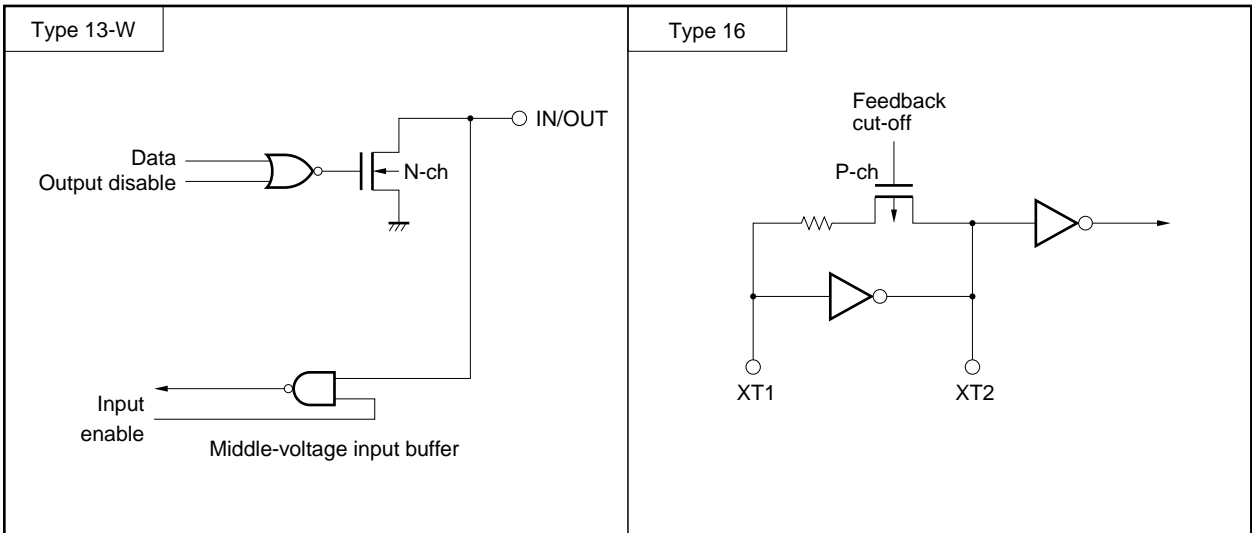 Type 13-W
IN/OUT
Data
Output disable
N-ch
Input
enable
Middle-voltage input buffer
Type 16
Feedback
cut-off
P-ch
XT1
XT2